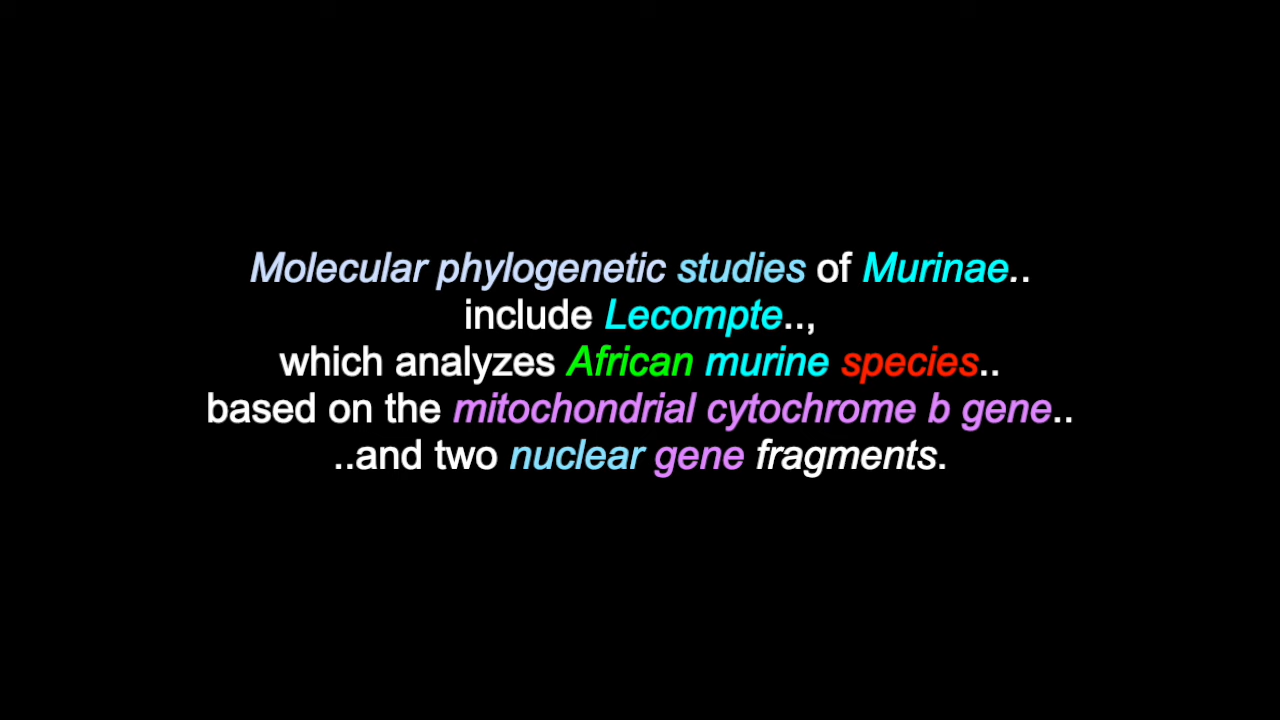 Molecular phylogenetic studies of Murinae..
include Lecompte..,
which analyzes African murine species..
based on the mitochondrial cytochrome b gene..
..and two nuclear gene fragments.